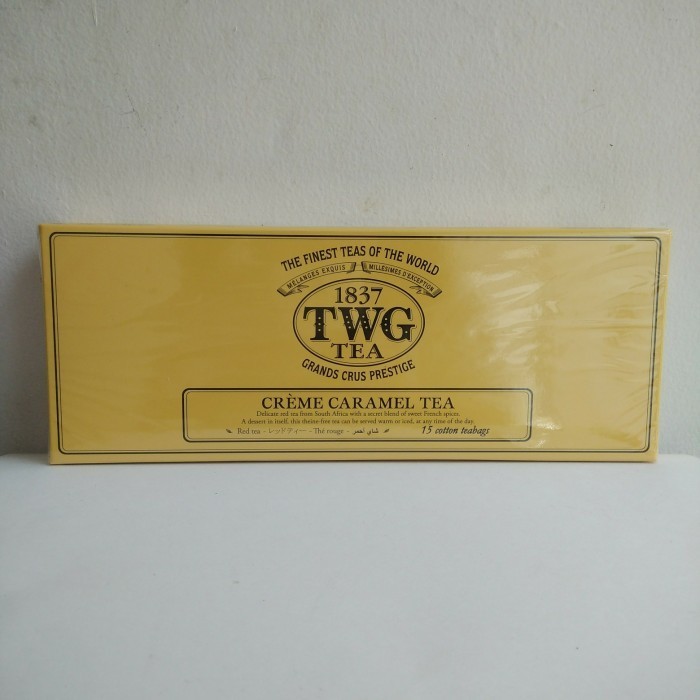 THE FINEST TEAS OF THE WORLD
MÉLANGES EXQUIS MILLÉSIMES D'EXCEPTION
1837
TWG
TEA
GRANDS CRUS PRESTIGE
CRÈME CARAMEL TEA
Delicate red tea from South Africa with a secret blend of sweet French spices.
A dessert in itself, this theine-free tea can be served warm or iced, at any time of the day.
Red tea - レッドティー - Thé rouge - شاي أحمر 15 cotton teabags